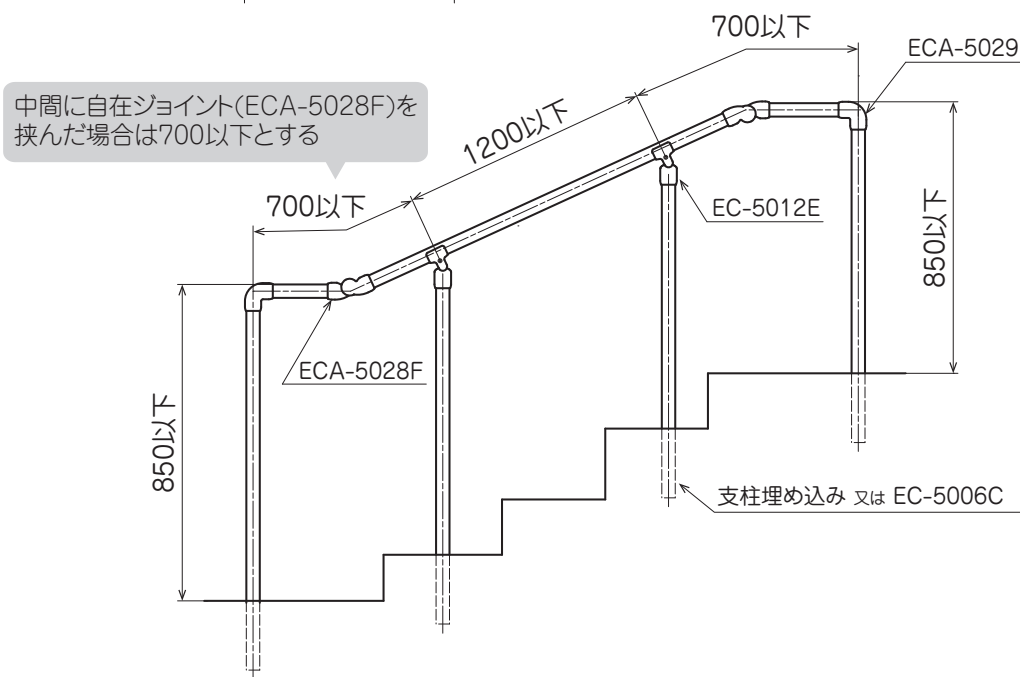 700以下
ECA-5029
中間に自在ジョイント(ECA-5028F)を
挟んだ場合は700以下とする
1200以下
700以下
EC-5012E
850以下
ECA-5028F
850以下
支柱埋め込み 又は EC-5006C